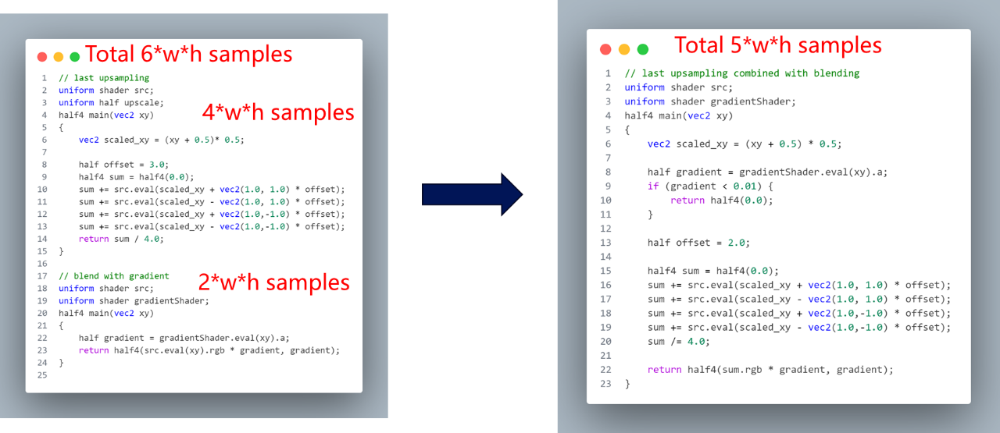 Total 6*w*h samples
1 // last upsampling
2 uniform shader src;
3 uniform half upscale;
4 half4 main(vec2 xy)
4*w*h samples
5 {
6 vec2 scaled_xy = (xy + 0.5)* 0.5;
7
8 half offset = 3.0;
9 half4 sum = half4(0.0);
10 sum += src.eval(scaled_xy + vec2(1.0, 1.0) * offset);
11 sum += src.eval(scaled_xy - vec2(1.0, 1.0) * offset);
12 sum += src.eval(scaled_xy + vec2(1.0,-1.0) * offset);
13 sum += src.eval(scaled_xy - vec2(1.0,-1.0) * offset);
14 return sum / 4.0;
15 }
16
17 // blend with gradient
2*w*h samples
18 uniform shader src;
19 uniform shader gradientShader;
20 half4 main(vec2 xy)
21 {
22 half gradient = gradientShader.eval(xy).a;
23 return half4(src.eval(xy).rgb * gradient, gradient);
24 }
25
Total 5*w*h samples
1 // last upsampling combined with blending
2 uniform shader src;
3 uniform shader gradientShader;
4 half4 main(vec2 xy)
5 {
6 vec2 scaled_xy = (xy + 0.5) * 0.5;
7
8 half gradient = gradientShader.eval(xy).a;
9 if (gradient < 0.01) {
10 return half4(0.0);
11 }
12
13 half offset = 2.0;
14
15 half4 sum = half4(0.0);
16 sum += src.eval(scaled_xy + vec2(1.0, 1.0) * offset);
17 sum += src.eval(scaled_xy - vec2(1.0, 1.0) * offset);
18 sum += src.eval(scaled_xy + vec2(1.0,-1.0) * offset);
19 sum += src.eval(scaled_xy - vec2(1.0,-1.0) * offset);
20 sum /= 4.0;
21
22 return half4(sum.rgb * gradient, gradient);
23 }